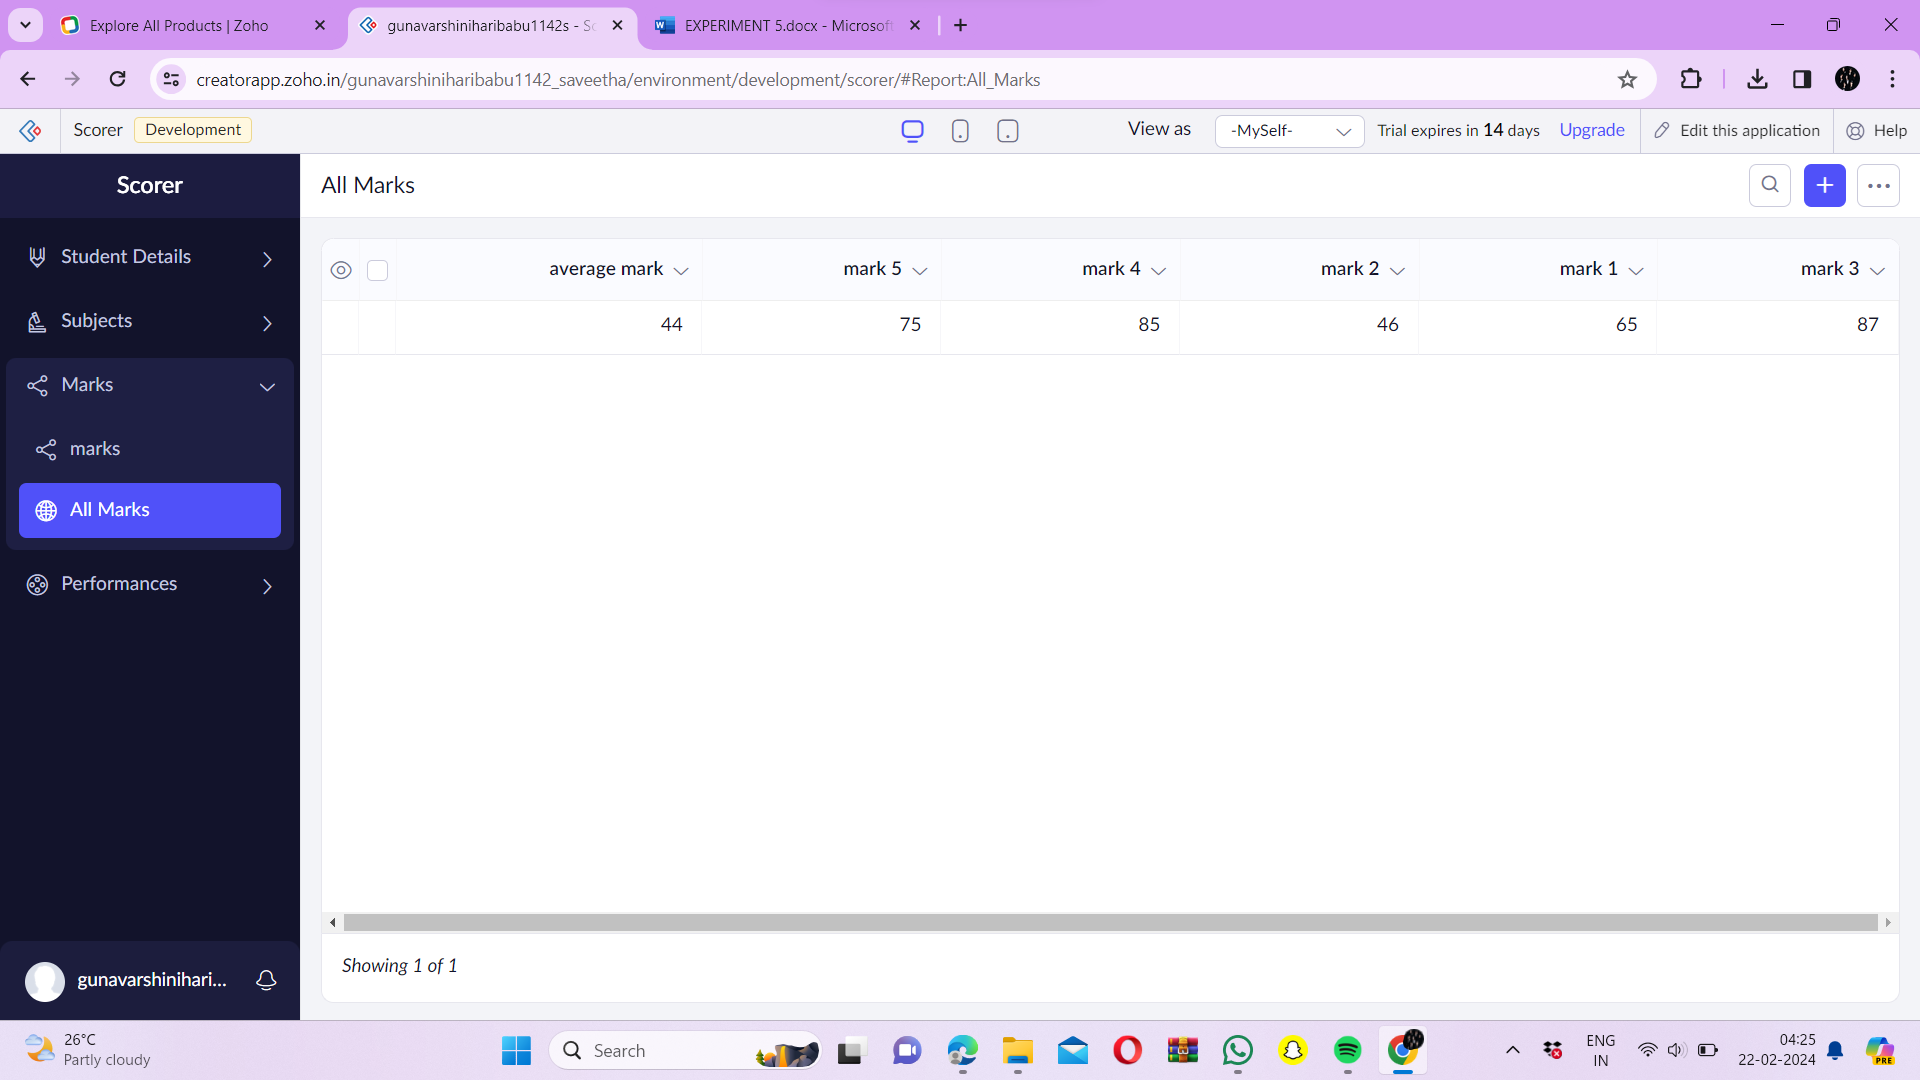 Explore All Products | Zoho
gunavarshiniharibabu1142s - Sc
EXPERIMENT 5.docx - Microsoft
creatorapp.zoho.in/gunavarshiniharibabu1142_saveetha/environment/development/scorer/#Report:All_Marks
Scorer Development View as -MySelf- Trial expires in 14 days Upgrade Edit this application Help
Scorer
All Marks
Student Details
Subjects
Marks
marks
All Marks
Performances
average mark mark 5 mark 4 mark 2 mark 1 mark 3
44 75 85 46 65 87
Showing 1 of 1
gunavarshinihari...
26°C
Partly cloudy
Search
ENG
IN
04:25
22-02-2024
PRE